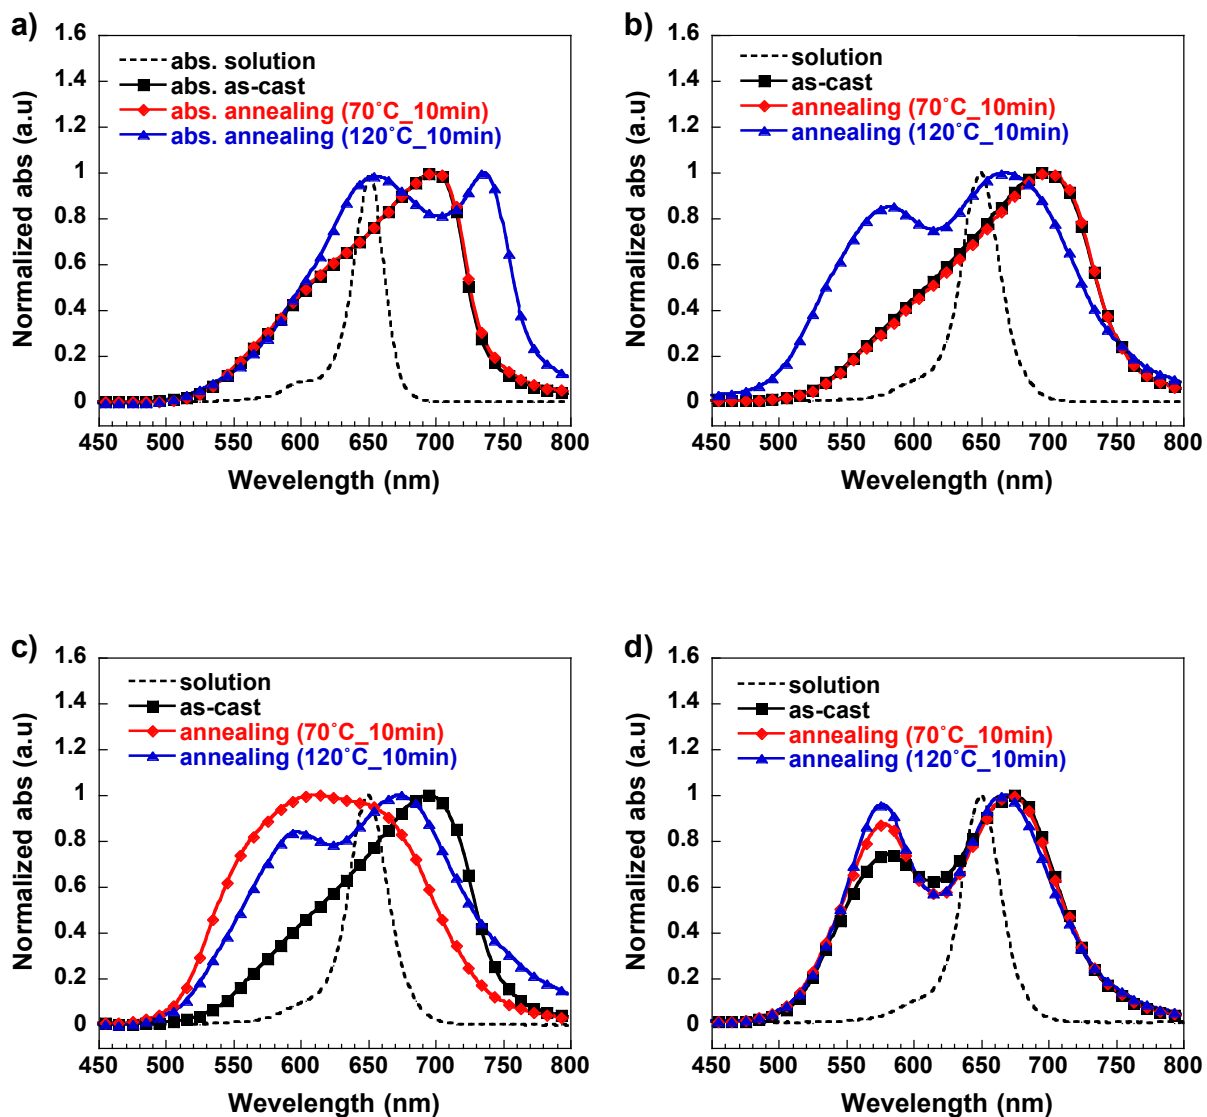 a)
Normalized abs (a.u)
1.6
1.4
1.2
1
0.8
0.6
0.4
0.2
0
abs. solution
abs. as-cast
abs. annealing (70˚C_10min)
abs. annealing (120˚C_10min)
450 500 550 600 650 700 750 800
Wevelength (nm)
b)
Normalized abs (a.u)
1.6
1.4
1.2
1
0.8
0.6
0.4
0.2
0
solution
as-cast
annealing (70˚C_10min)
annealing (120˚C_10min)
450 500 550 600 650 700 750 800
Wevelength (nm)
c)
Normalized abs (a.u)
1.6
1.4
1.2
1
0.8
0.6
0.4
0.2
0
solution
as-cast
annealing (70˚C_10min)
annealing (120˚C_10min)
450 500 550 600 650 700 750 800
Wevelength (nm)
d)
Normalized abs (a.u)
1.6
1.4
1.2
1
0.8
0.6
0.4
0.2
0
solution
as-cast
annealing (70˚C_10min)
annealing (120˚C_10min)
450 500 550 600 650 700 750 800
Wevelength (nm)